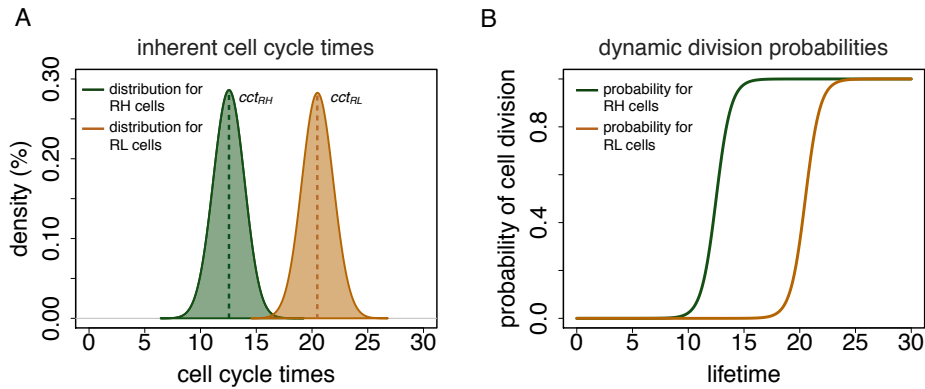 A
inherent cell cycle times
density (%)
0.30
0.20
0.10
0.00
distribution for
RH cells
distribution for
RL cells
cctRH
cctRL
0 5 10 15 20 25 30
cell cycle times
B
dynamic division probabilities
probability of cell division
0.8
0.4
0.0
probability for
RH cells
probability for
RL cells
0 5 10 15 20 25 30
lifetime